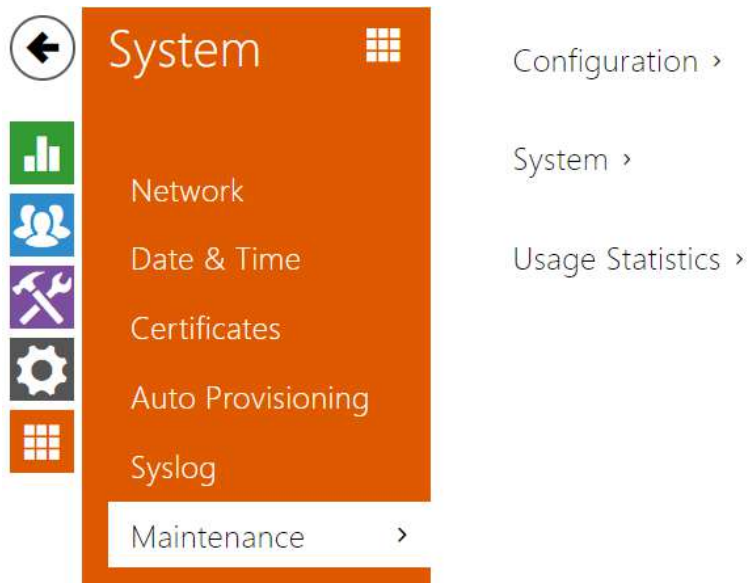 System
Network
Date & Time
Certificates
Auto Provisioning
Syslog
Maintenance >
Configuration >
System >
Usage Statistics >